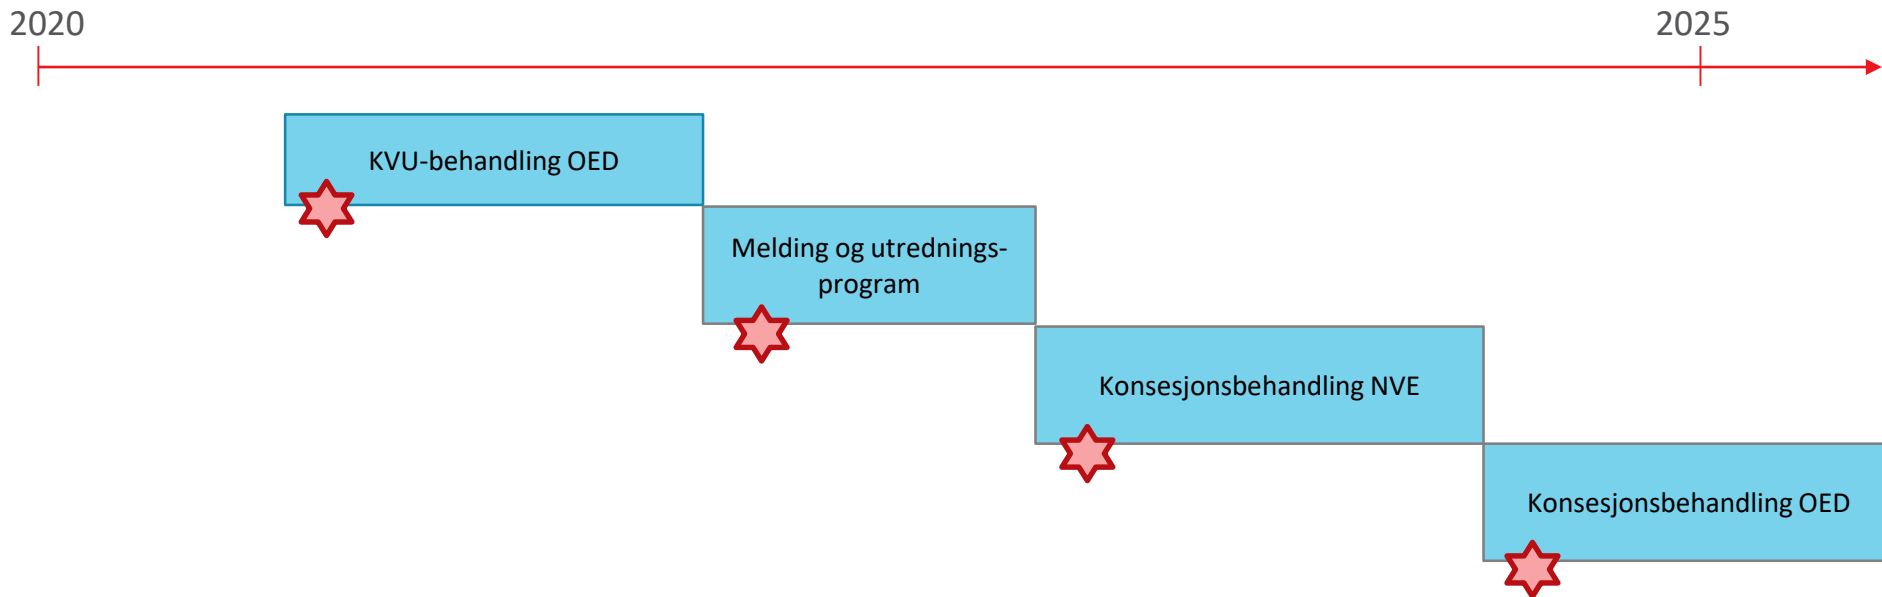 2020
2025
KVU-behandling OED
Melding og utrednings-
program
Konsesjonsbehandling NVE
Konsesjonsbehandling OED